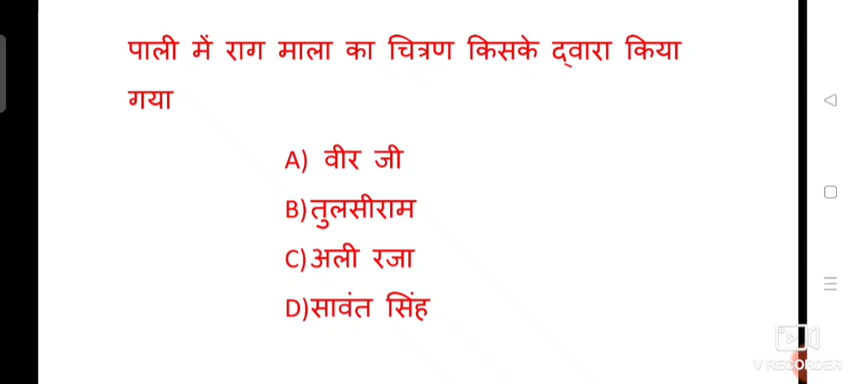 पाली में राग माला का चित्रण किसके द्वारा किया
गया
A) वीर जी
B)तुलसीराम
C)अली रजा
D)सावंत सिंह
V RECORDER